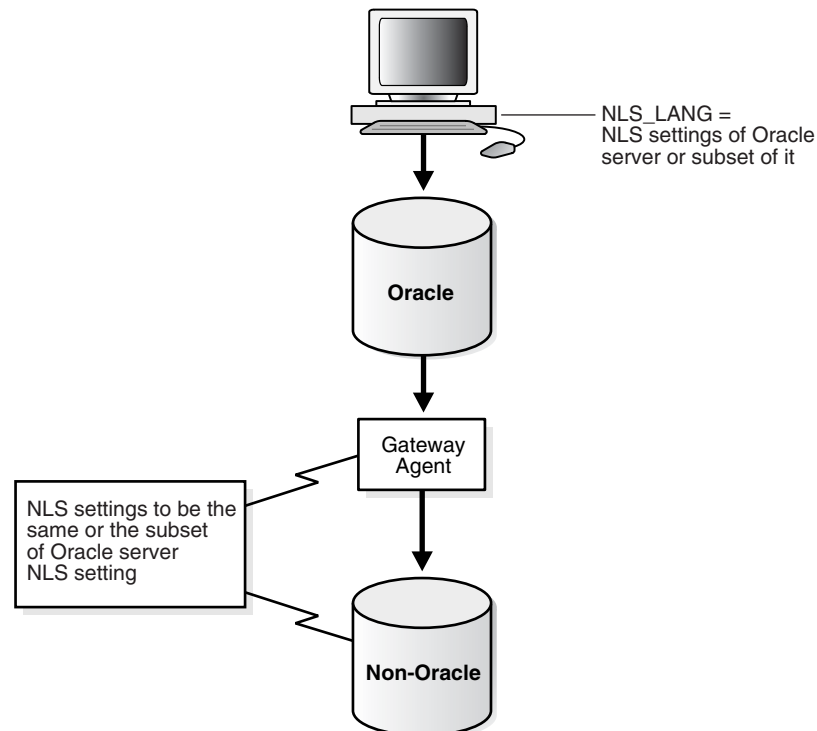 NLS_LANG =
NLS settings of Oracle
server or subset of it
Oracle
Gateway
Agent
NLS settings to be the
same or the subset
of Oracle server
NLS setting
Non-Oracle